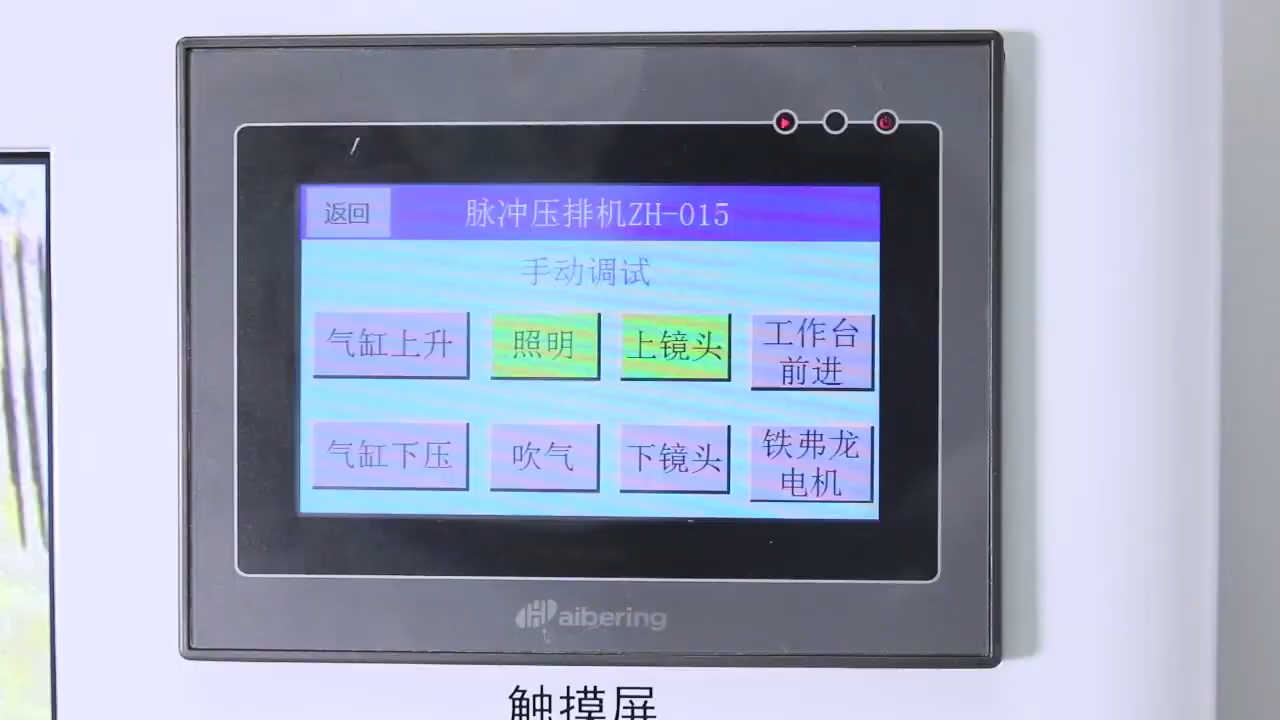 返回
脉冲压排机ZH-015
手动调试
气缸上升
照明
上镜头
工作台
前进
气缸下压
吹气
下镜头
铁弗龙
电机
Haibering
触摸屏